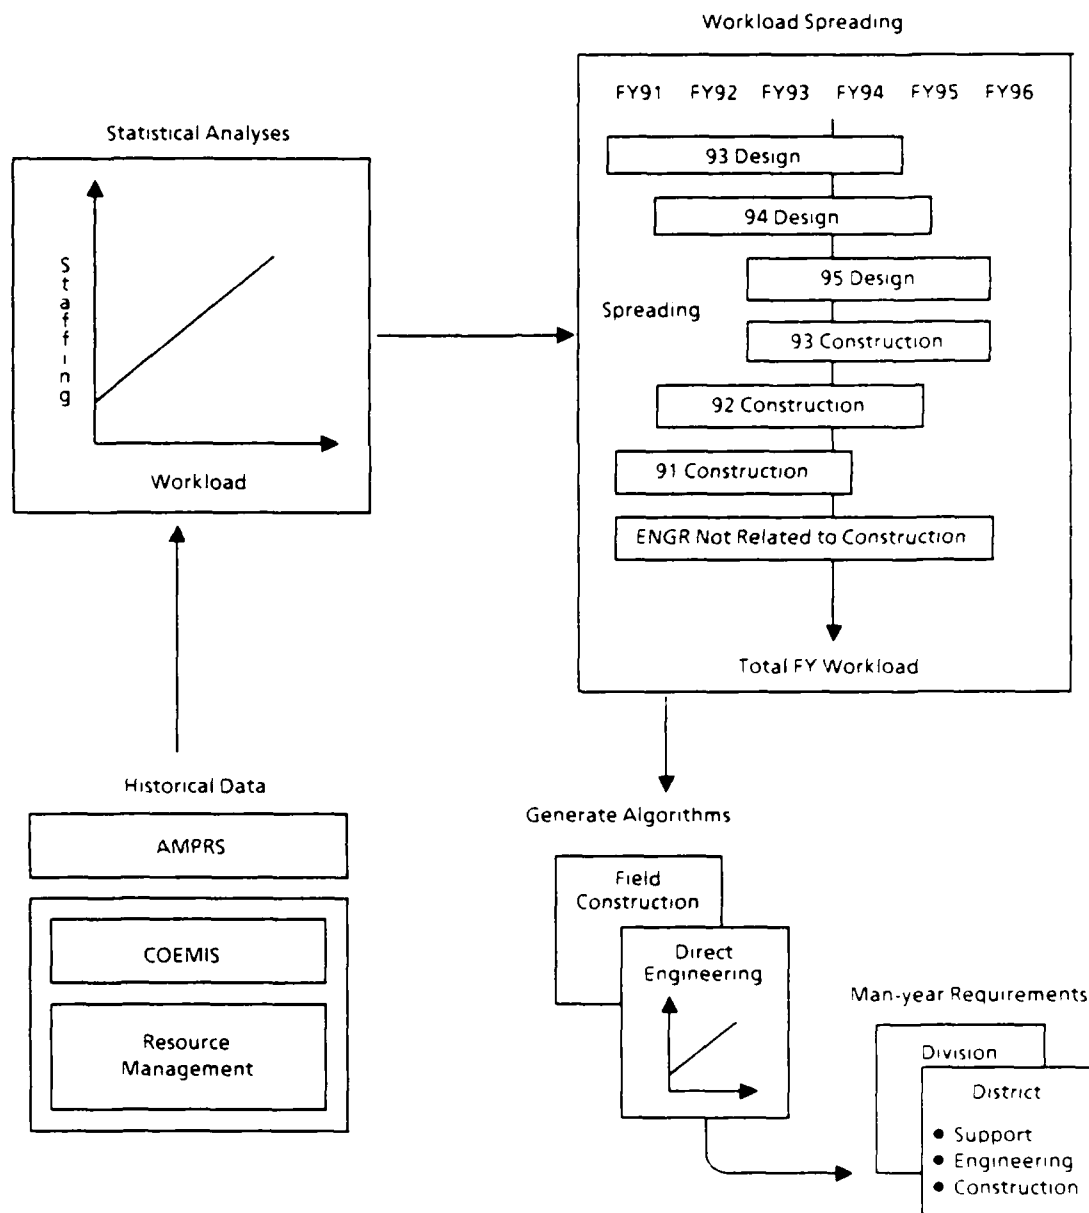 Workload Spreading
FY91 FY92 FY93 FY94 FY95 FY96
93 Design
94 Design
95 Design
Spreading
93 Construction
92 Construction
91 Construction
ENGR Not Related to Construction
Total FY Workload
Statistical Analyses
Staffing
Workload
Historical Data
AMPRS
COEMIS
Resource
Management
Generate Algorithms
Field
Construction
Direct
Engineering
Man-year Requirements
Division
District
● Support
● Engineering
● Construction